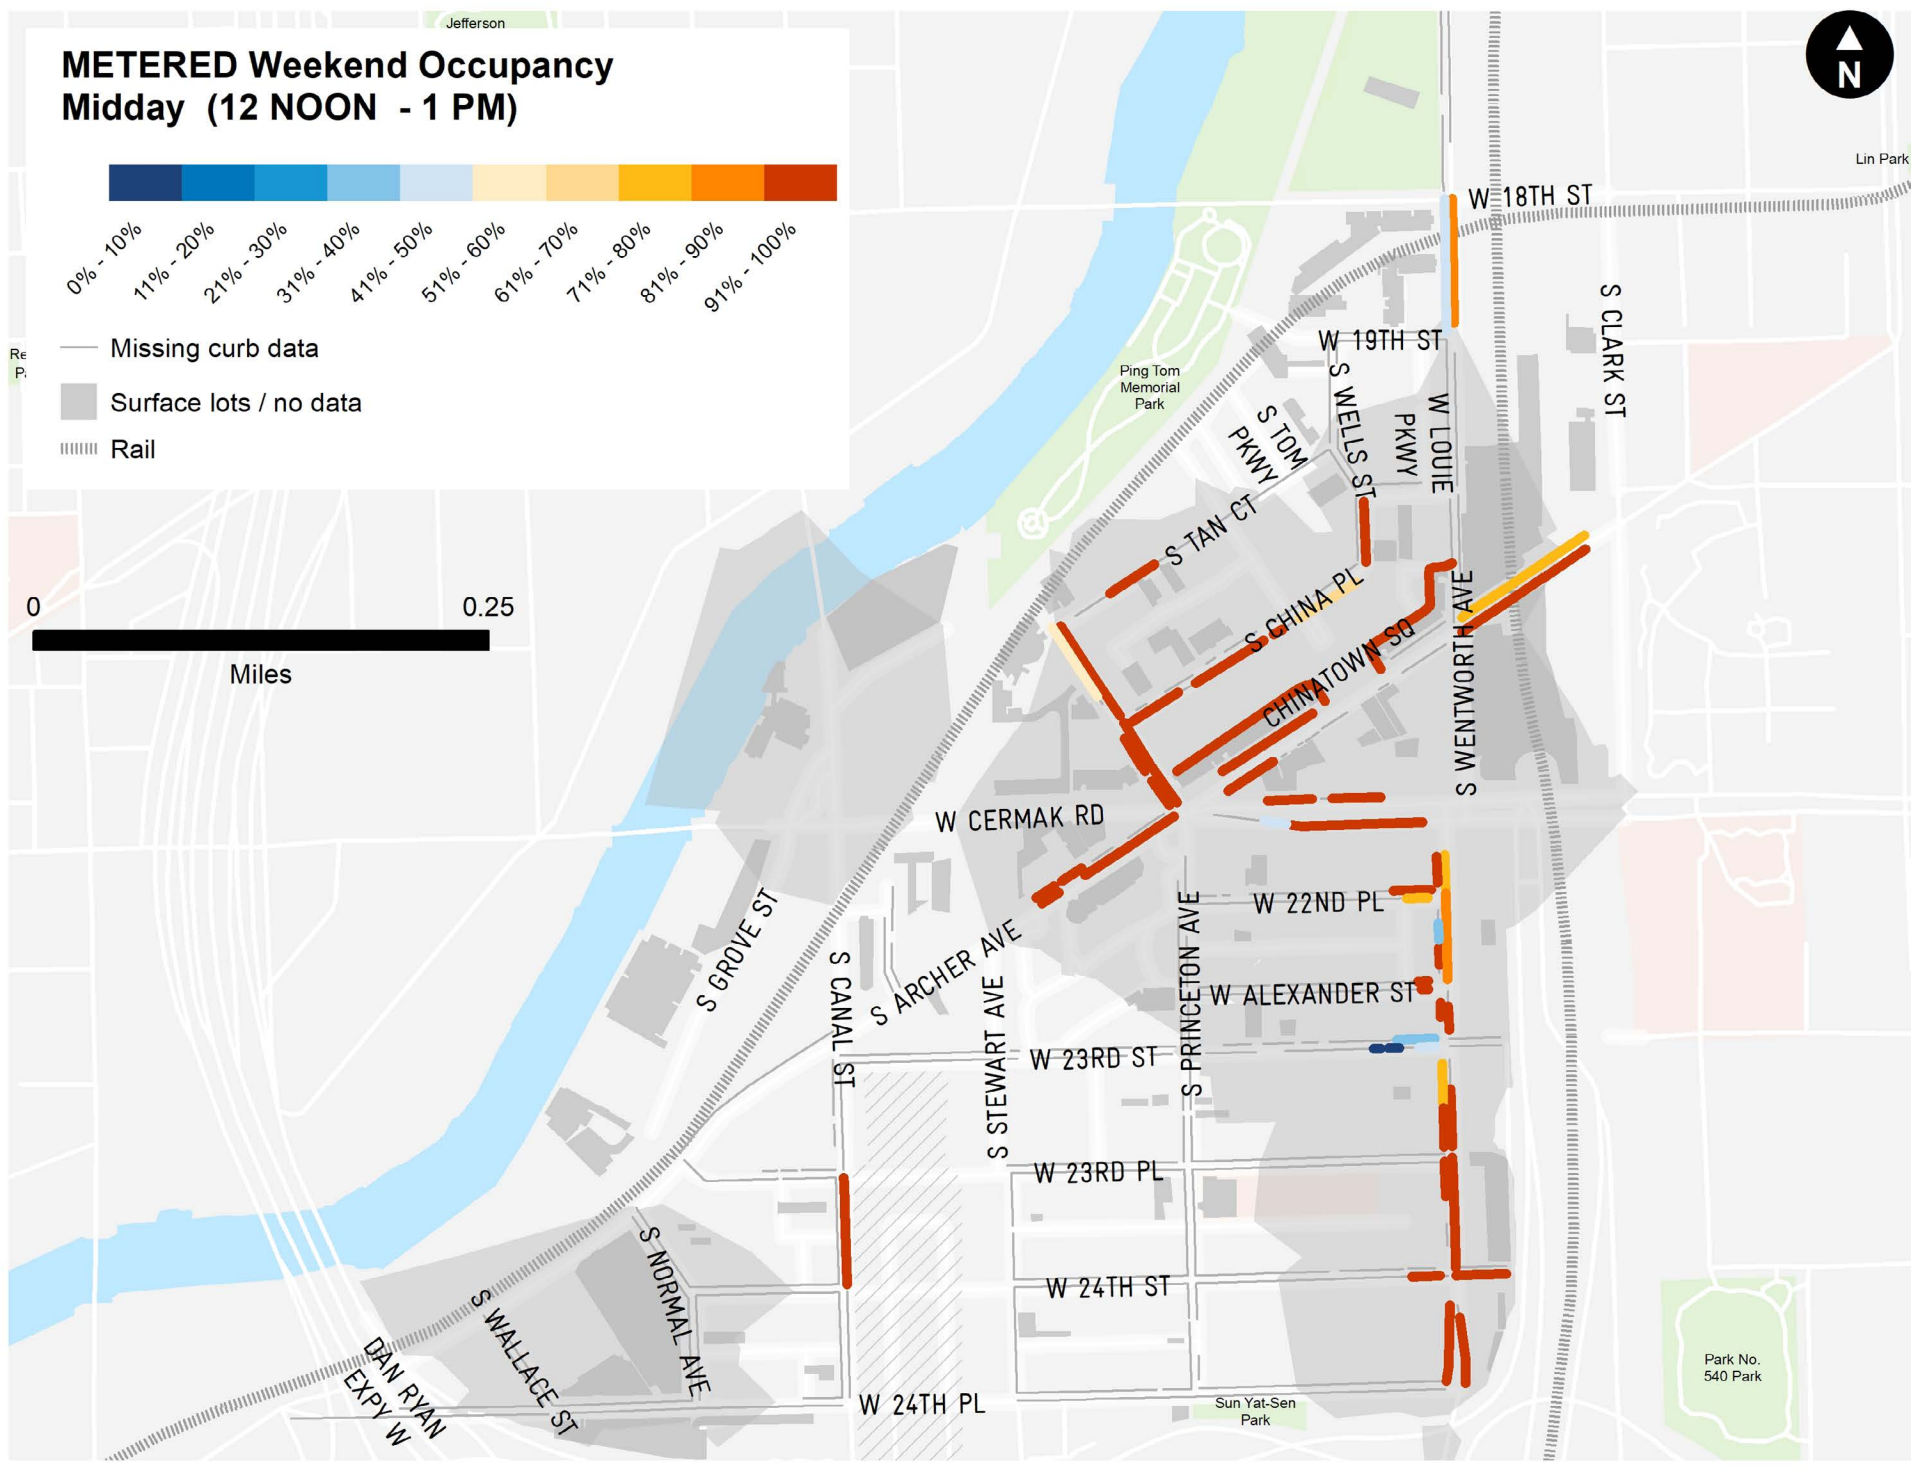 Jefferson
METERED Weekend Occupancy
Midday (12 NOON - 1 PM)
0% - 10%
11% - 20%
21% - 30%
31% - 40%
41% - 50%
51% - 60%
61% - 70%
71% - 80%
81% - 90%
91% - 100%
Missing curb data
Surface lots / no data
Rail
N
Lin Park
Re
P
0
0.25
Miles
W 18TH ST
S CLARK ST
W 19TH ST
Ping Tom
Memorial
Park
S TOM
PKWY
S WELLS ST
W LOUIE
PKWY
S TAN CT
S CHINA PL
CHINATOWN SQ
S WENTWORTH AVE
W CERMAK RD
W 22ND PL
S GROVE ST
S CANAL ST
S ARCHER AVE
S STEWART AVE
S PRINCETON AVE
W ALEXANDER ST
W 23RD ST
W 23RD PL
W 24TH ST
S NORMAL AVE
S WALLACE ST
DAN RYAN
EXPY W
W 24TH PL
Sun Yat-Sen
Park
Park No.
540 Park